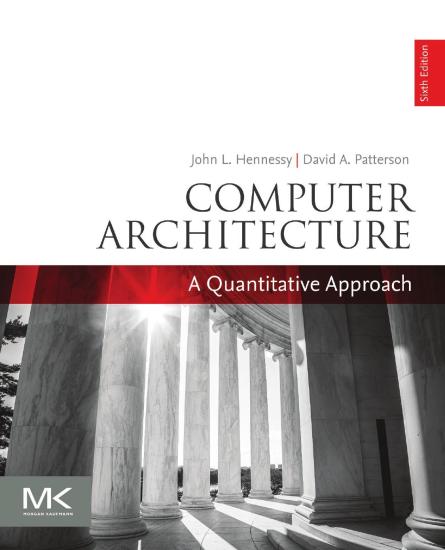 Sixth Edition
John L. Hennessy | David A. Patterson
COMPUTER
ARCHITECTURE
A Quantitative Approach
MK
MORGAN KAUFMANN